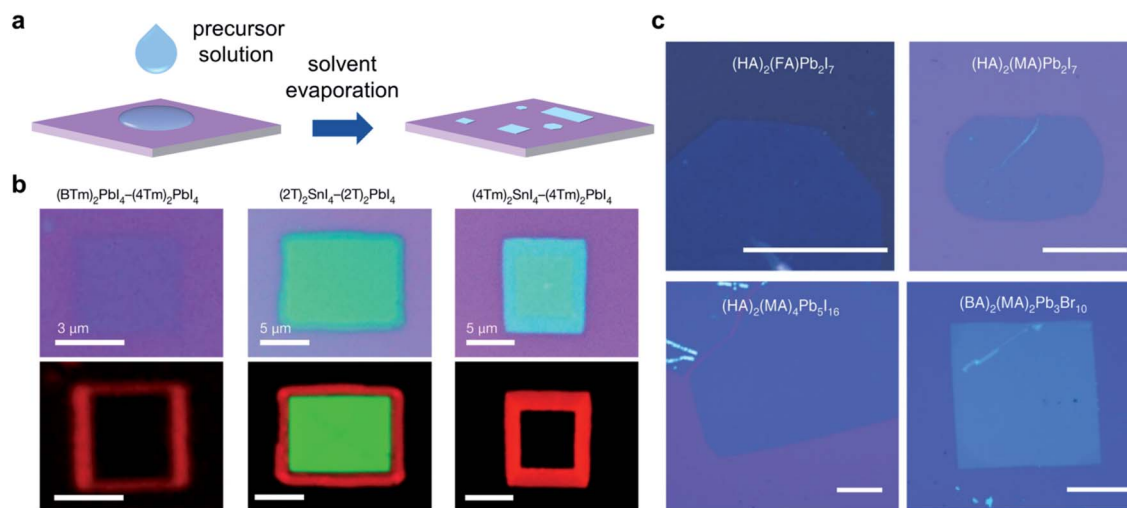 a
precursor
solution
solvent
evaporation
b
(BTm)₂PbI₄–(4Tm)₂PbI₄
(2T)₂SnI₄–(2T)₂PbI₄
(4Tm)₂SnI₄–(4Tm)₂PbI₄
3 μm
5 μm
5 μm
c
(HA)₂(FA)Pb₂I₇
(HA)₂(MA)Pb₂I₇
(HA)₂(MA)₄Pb₅I₁₆
(BA)₂(MA)₂Pb₃Br₁₀